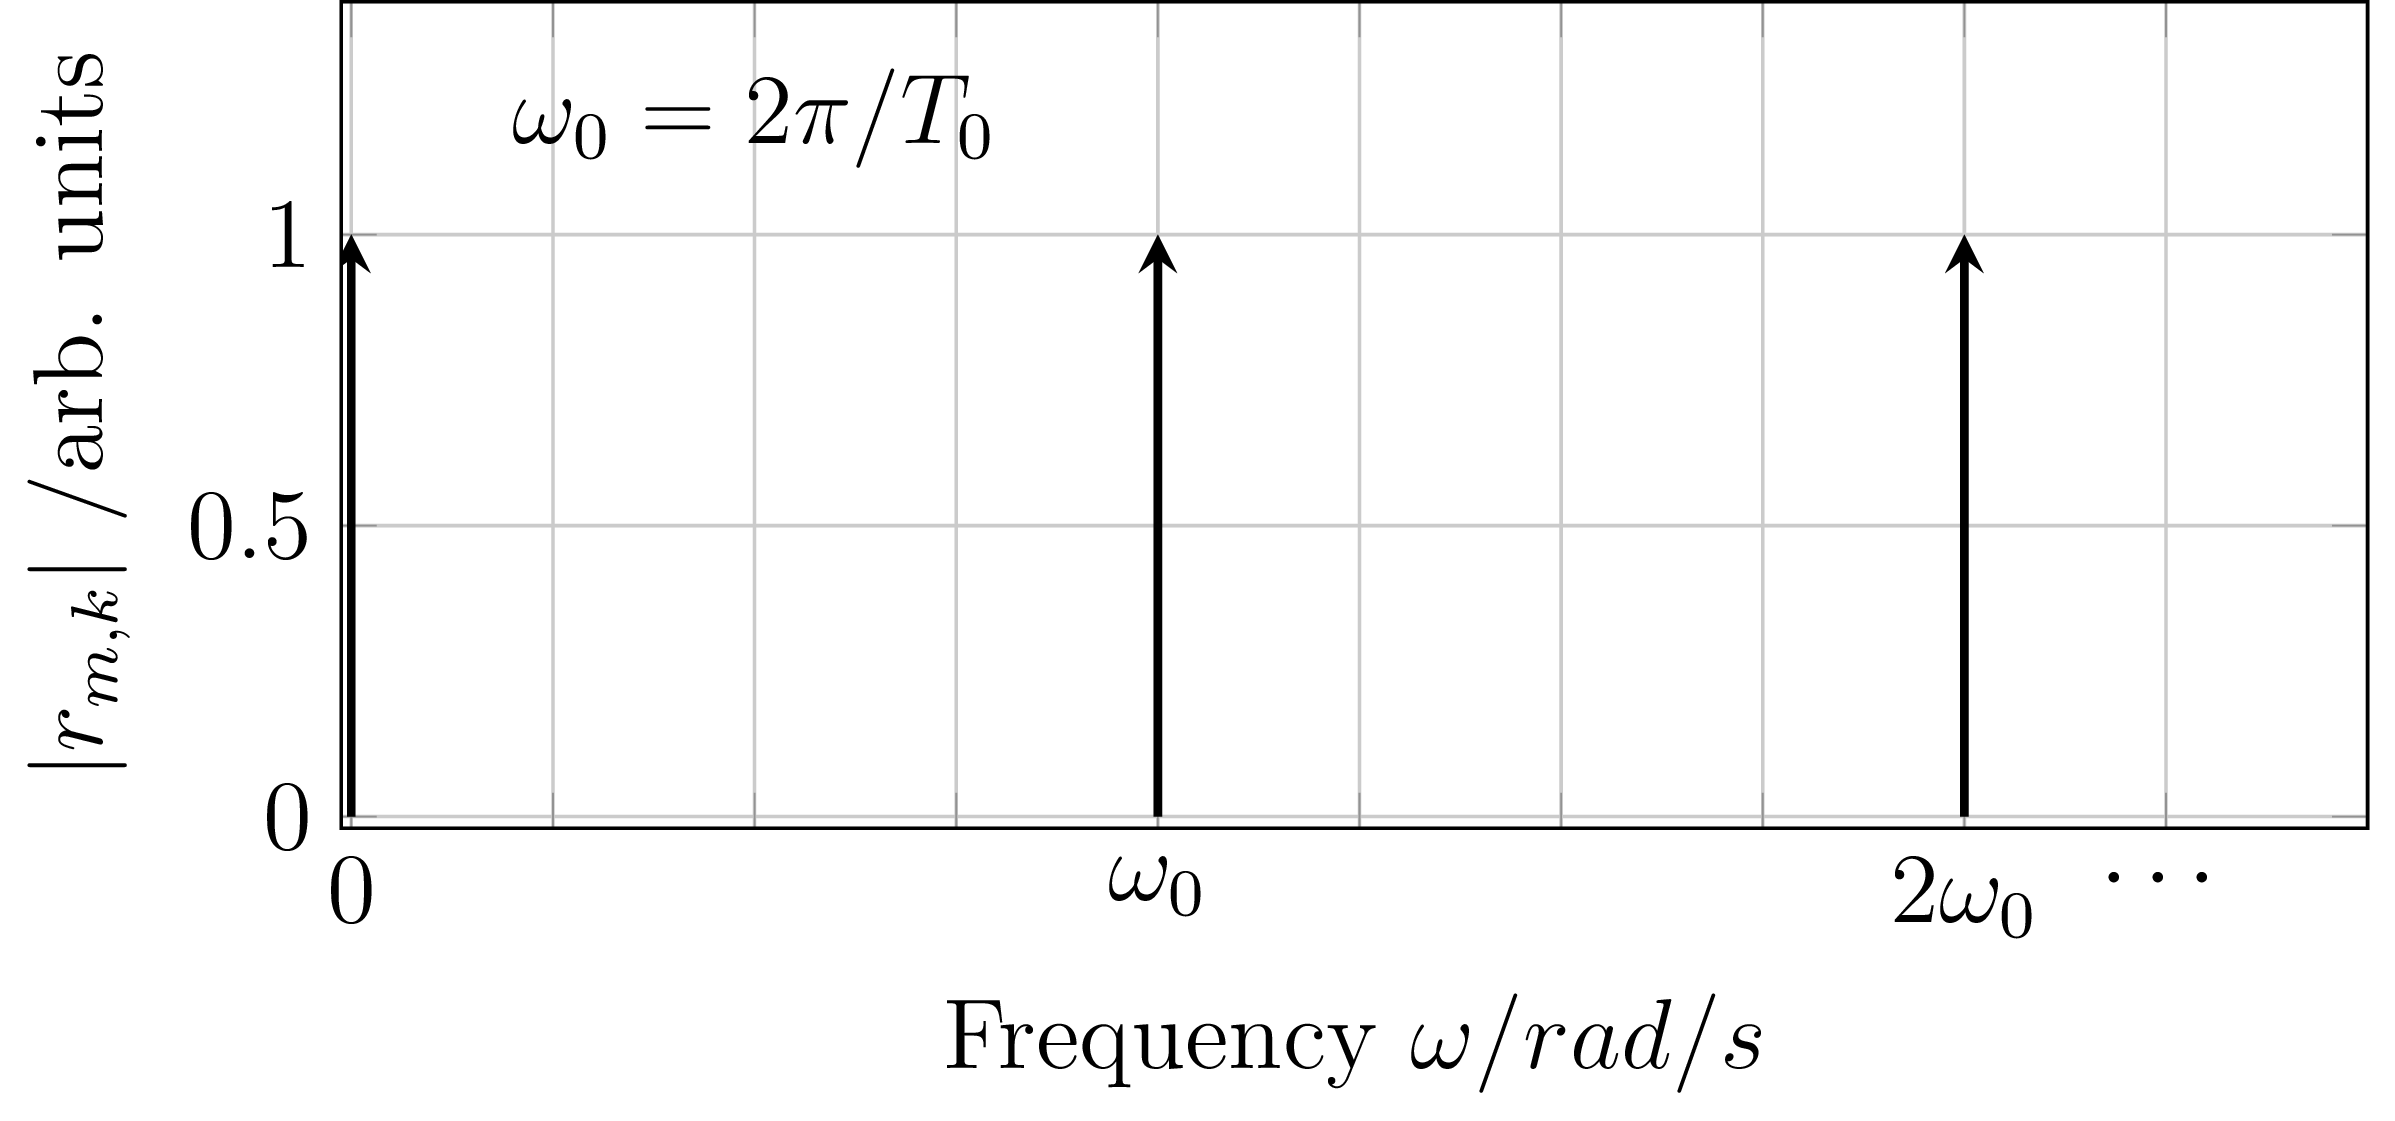 ω₀ = 2π/T₀
|rₘ,ₖ| /arb. units
1
0.5
0
0 ω₀ 2ω₀ ⋯
Frequency ω/rad/s